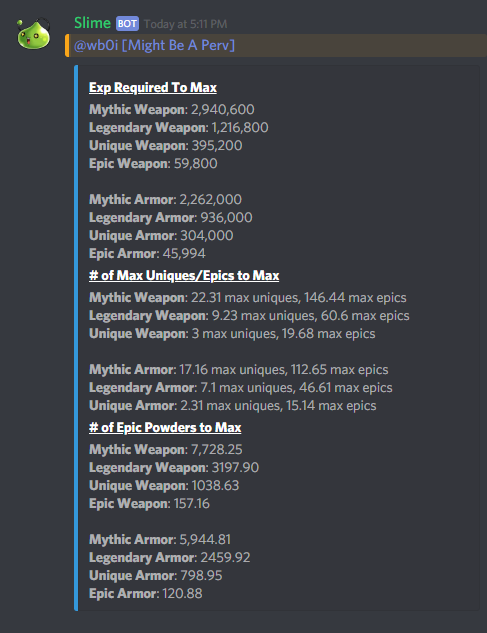 Slime BOT Today at 5:11 PM
@wb0i [Might Be A Perv]
Exp Required To Max
Mythic Weapon: 2,940,600
Legendary Weapon: 1,216,800
Unique Weapon: 395,200
Epic Weapon: 59,800
Mythic Armor: 2,262,000
Legendary Armor: 936,000
Unique Armor: 304,000
Epic Armor: 45,994
# of Max Uniques/Epics to Max
Mythic Weapon: 22.31 max uniques, 146.44 max epics
Legendary Weapon: 9.23 max uniques, 60.6 max epics
Unique Weapon: 3 max uniques, 19.68 max epics
Mythic Armor: 17.16 max uniques, 112.65 max epics
Legendary Armor: 7.1 max uniques, 46.61 max epics
Unique Armor: 2.31 max uniques, 15.14 max epics
# of Epic Powders to Max
Mythic Weapon: 7,728.25
Legendary Weapon: 3197.90
Unique Weapon: 1038.63
Epic Weapon: 157.16
Mythic Armor: 5,944.81
Legendary Armor: 2459.92
Unique Armor: 798.95
Epic Armor: 120.88